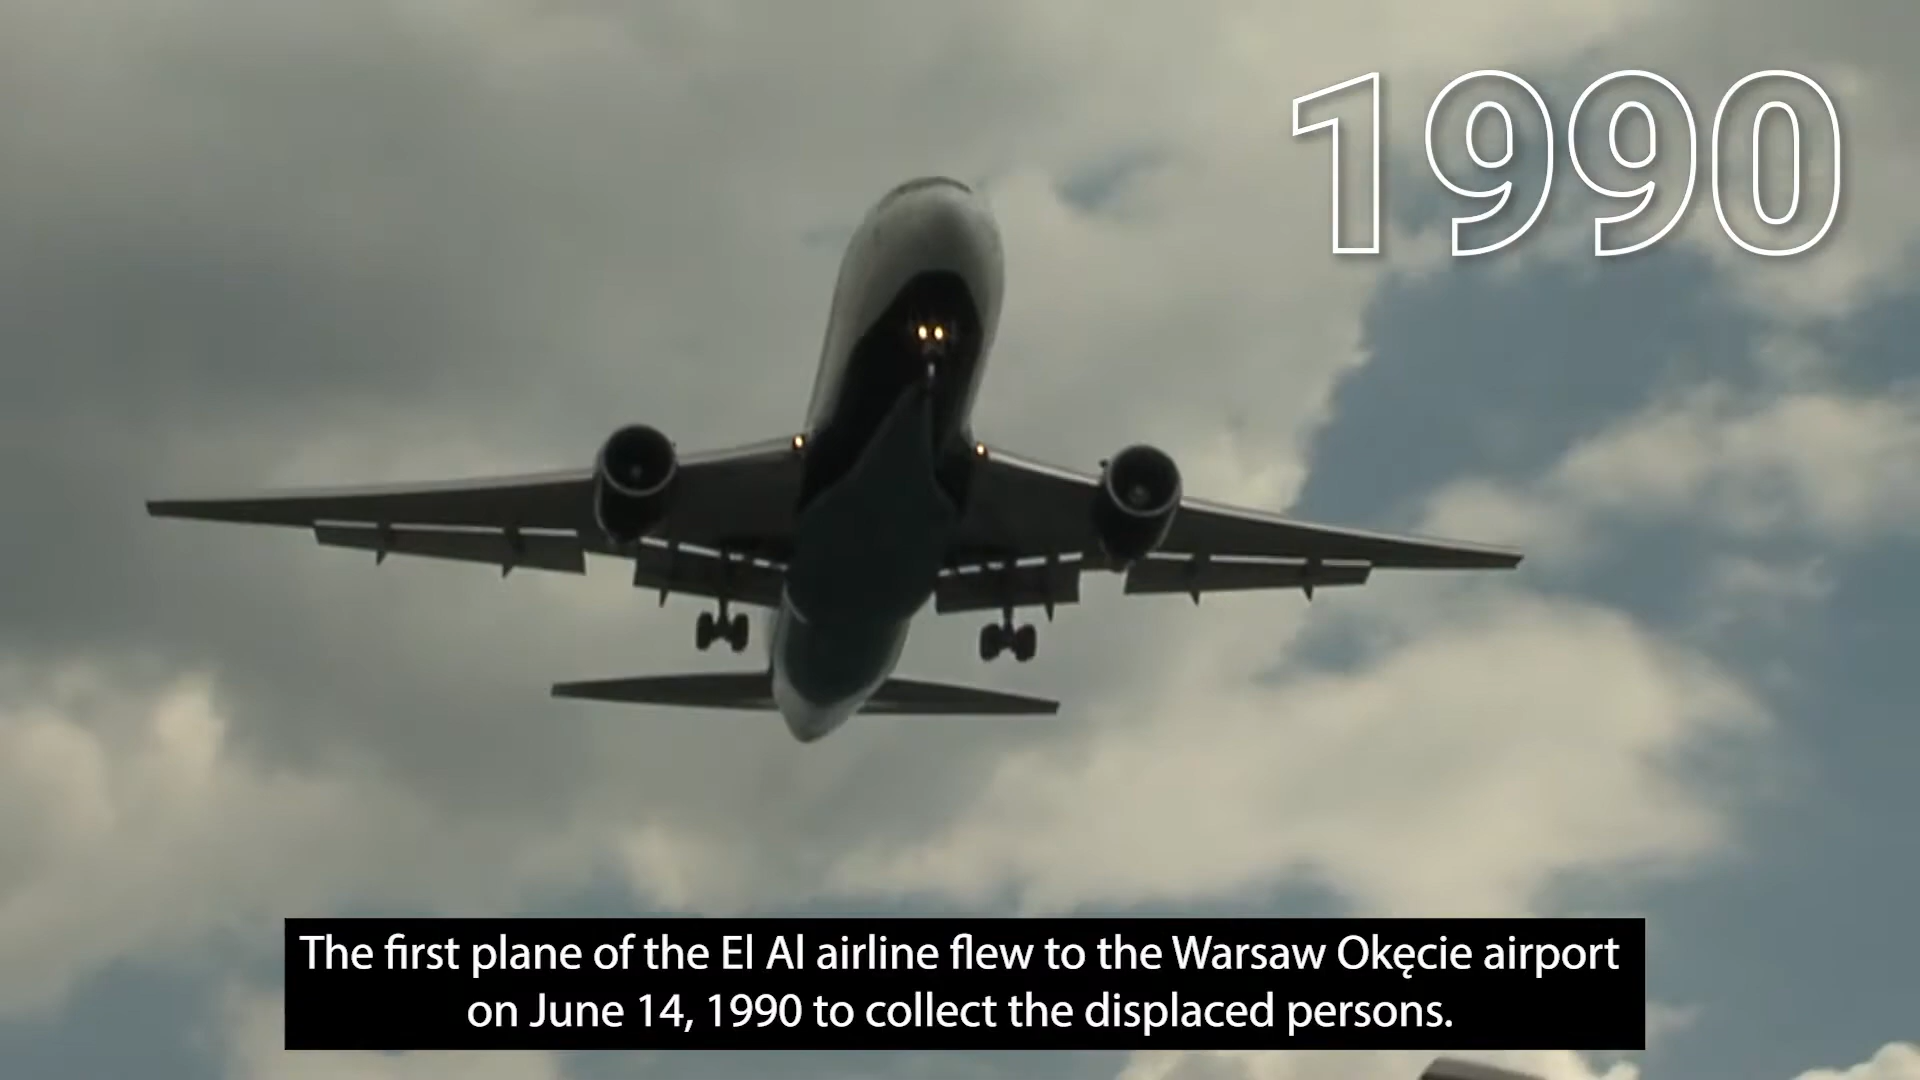 1990
The first plane of the El Al airline flew to the Warsaw Okęcie airport
on June 14, 1990 to collect the displaced persons.